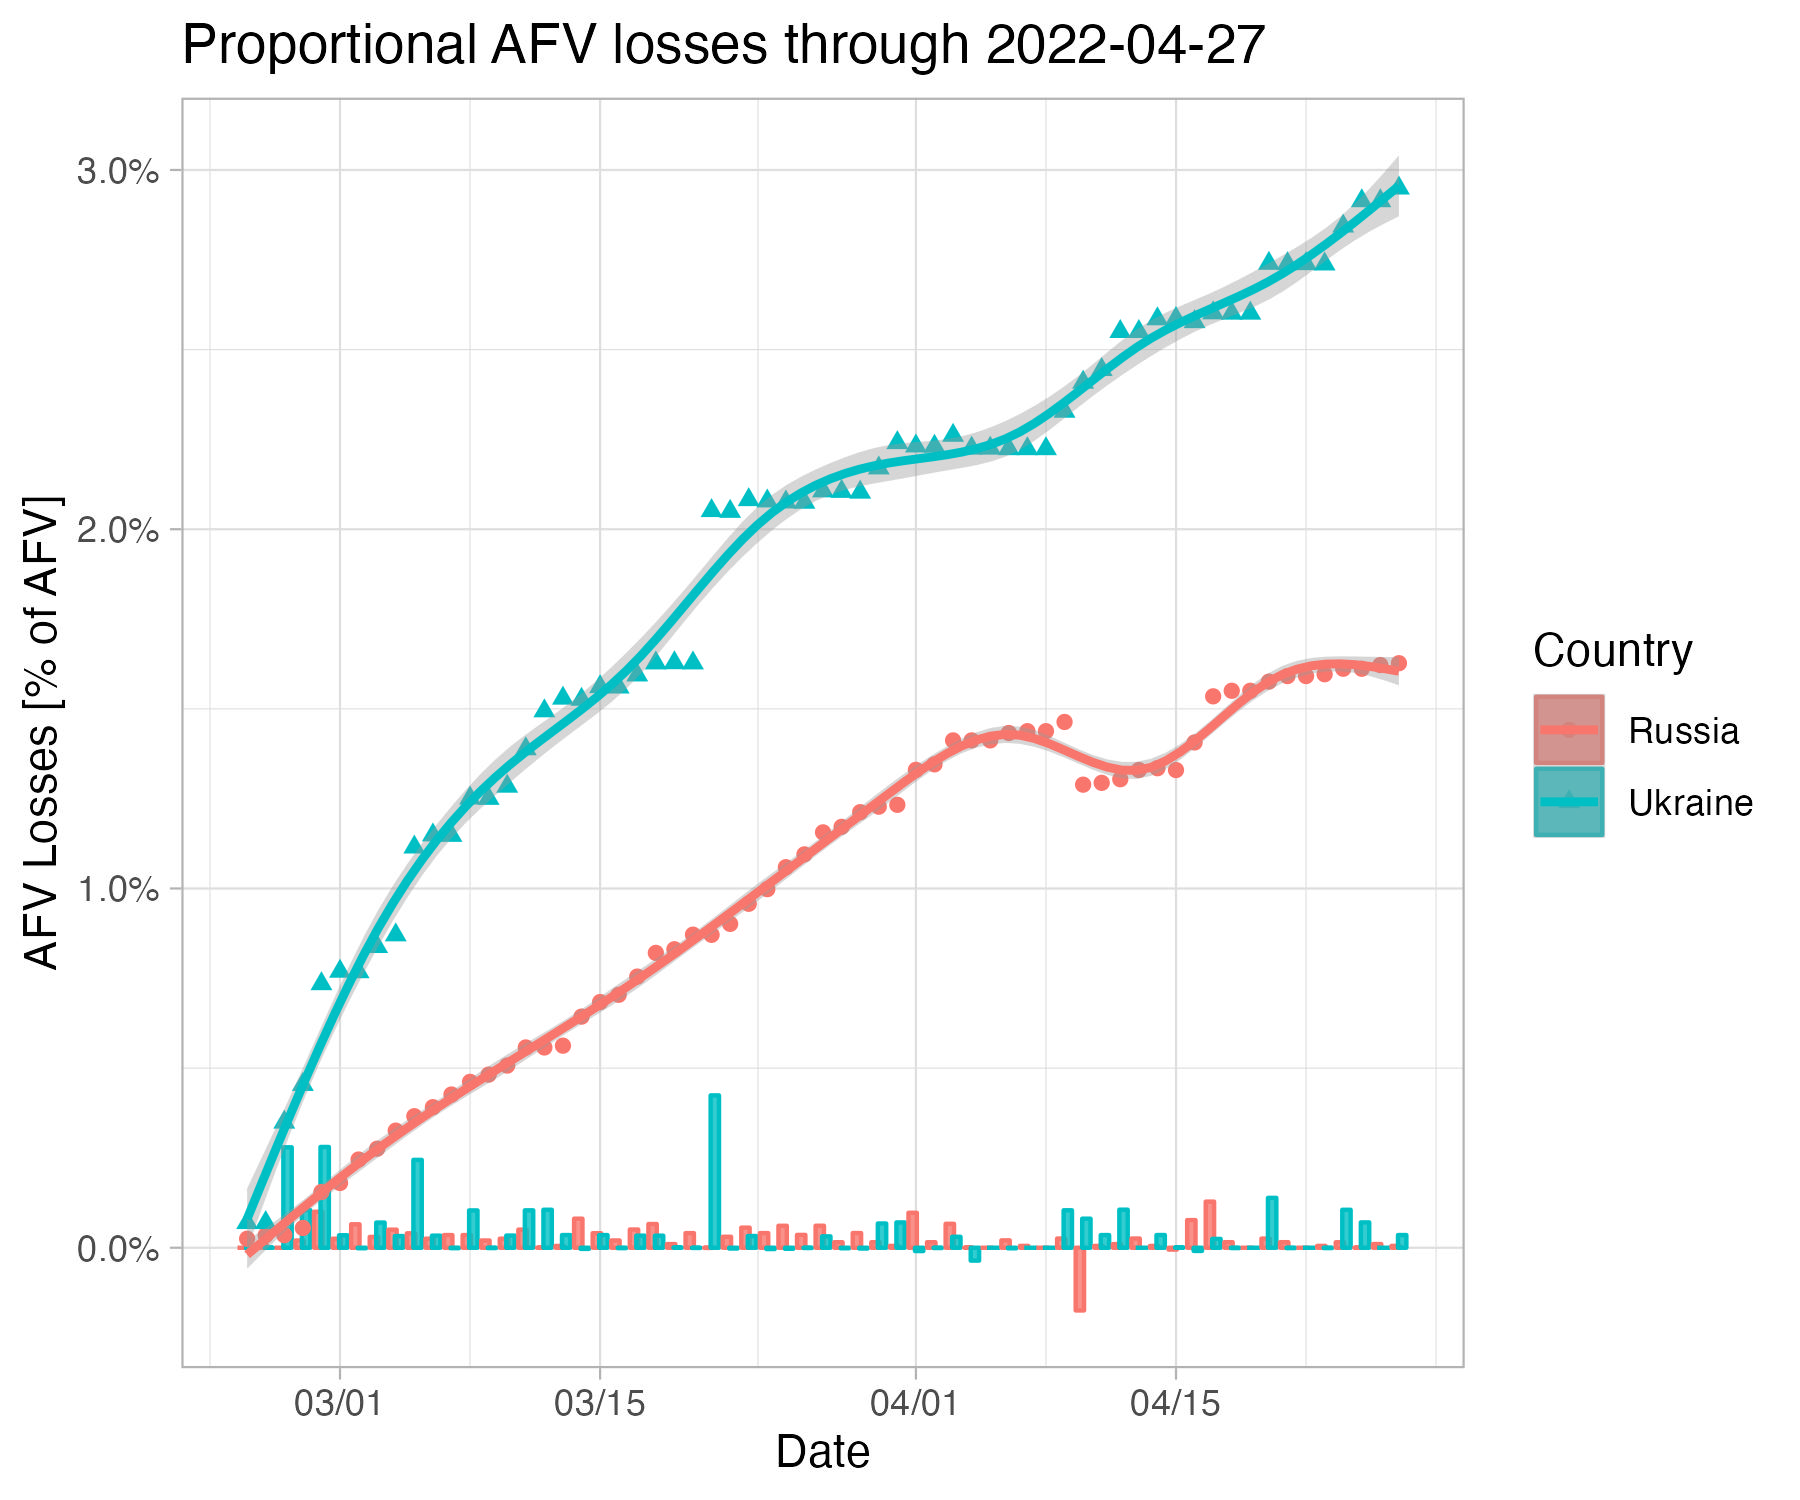 Proportional AFV losses through 2022-04-27
AFV Losses [% of AFV]
3.0%
2.0%
1.0%
0.0%
03/01
03/15
04/01
04/15
Date
Country
Russia
Ukraine